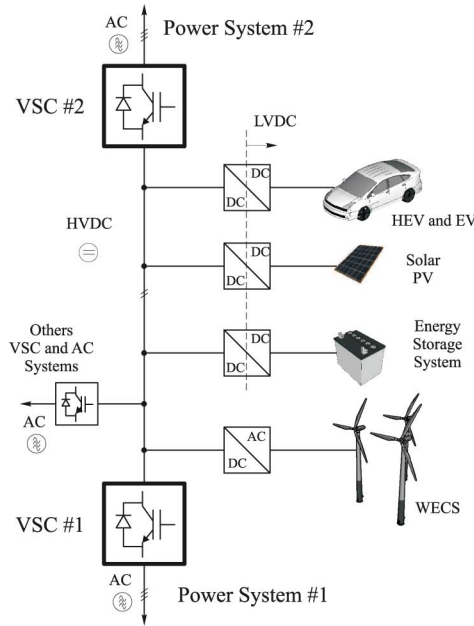 AC
Power System #2
VSC #2
LVDC
DC
DC
HEV and EV
HVDC
DC
DC
Solar
PV
Others
VSC and AC
Systems
DC
DC
Energy
Storage
System
AC
AC
DC
WECS
VSC #1
AC
Power System #1